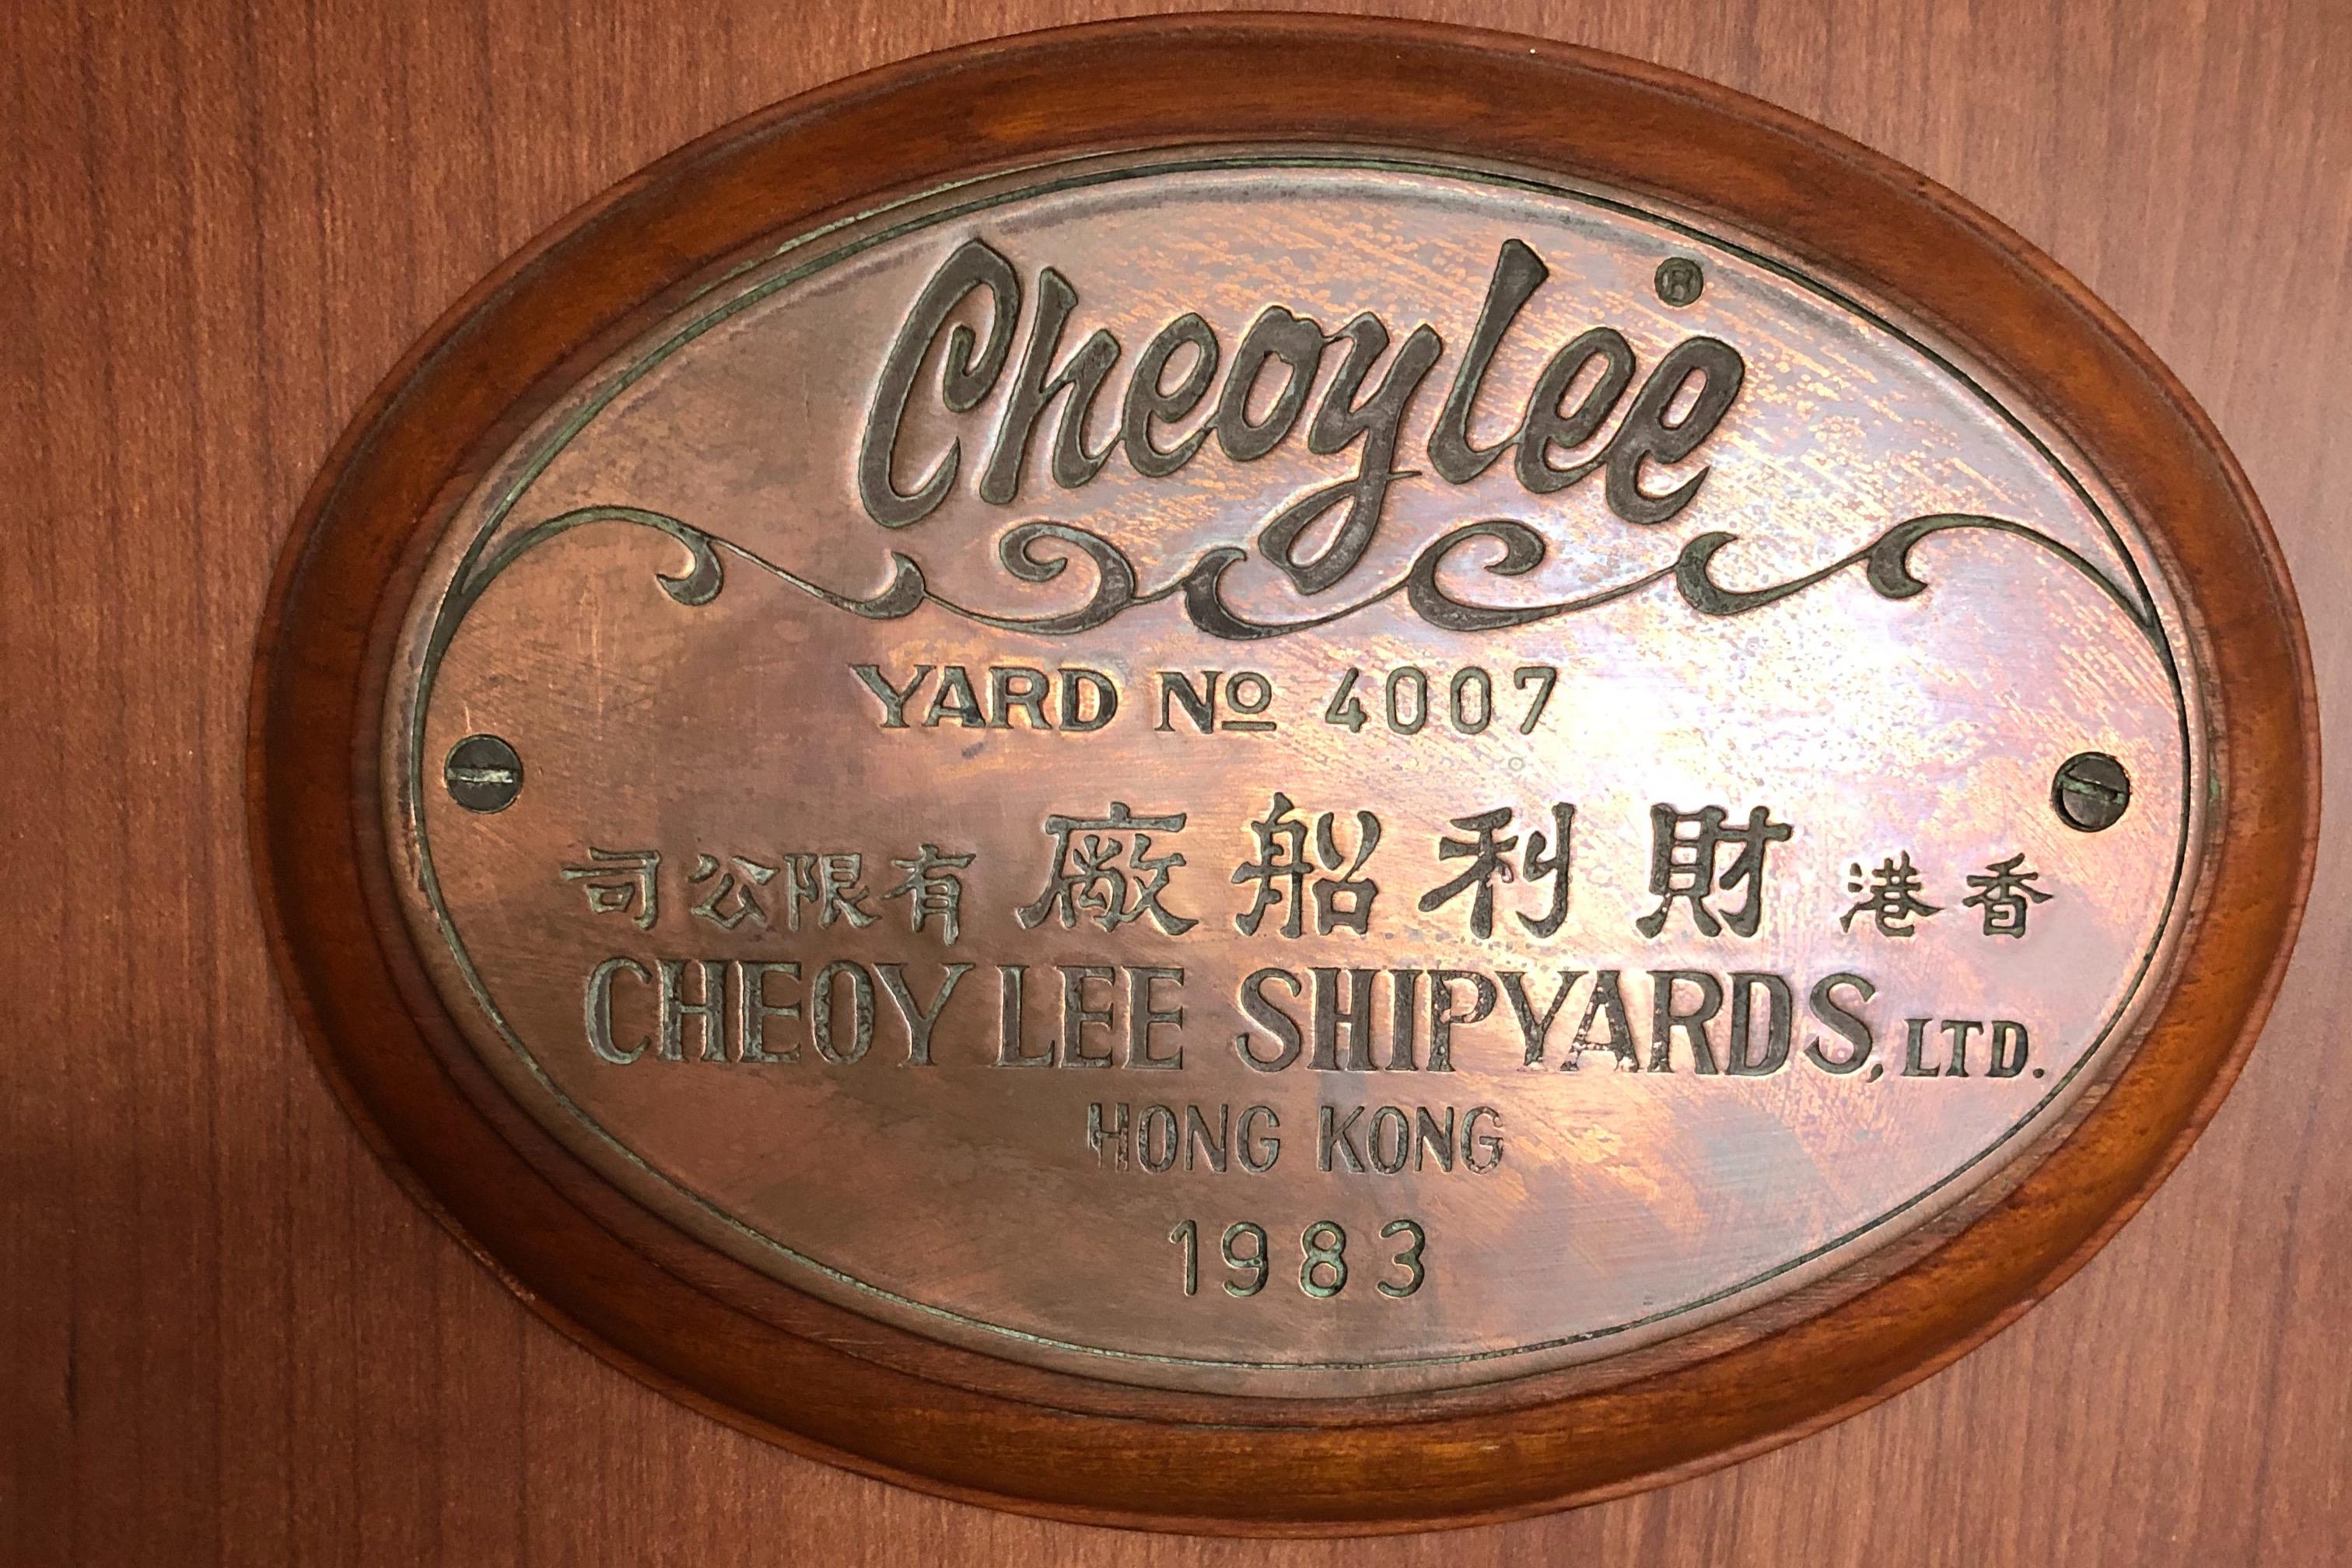 Cheoylee®
YARD No 4007
香港財利船廠有限公司
CHEOY LEE SHIPYARDS, LTD.
HONG KONG
1983